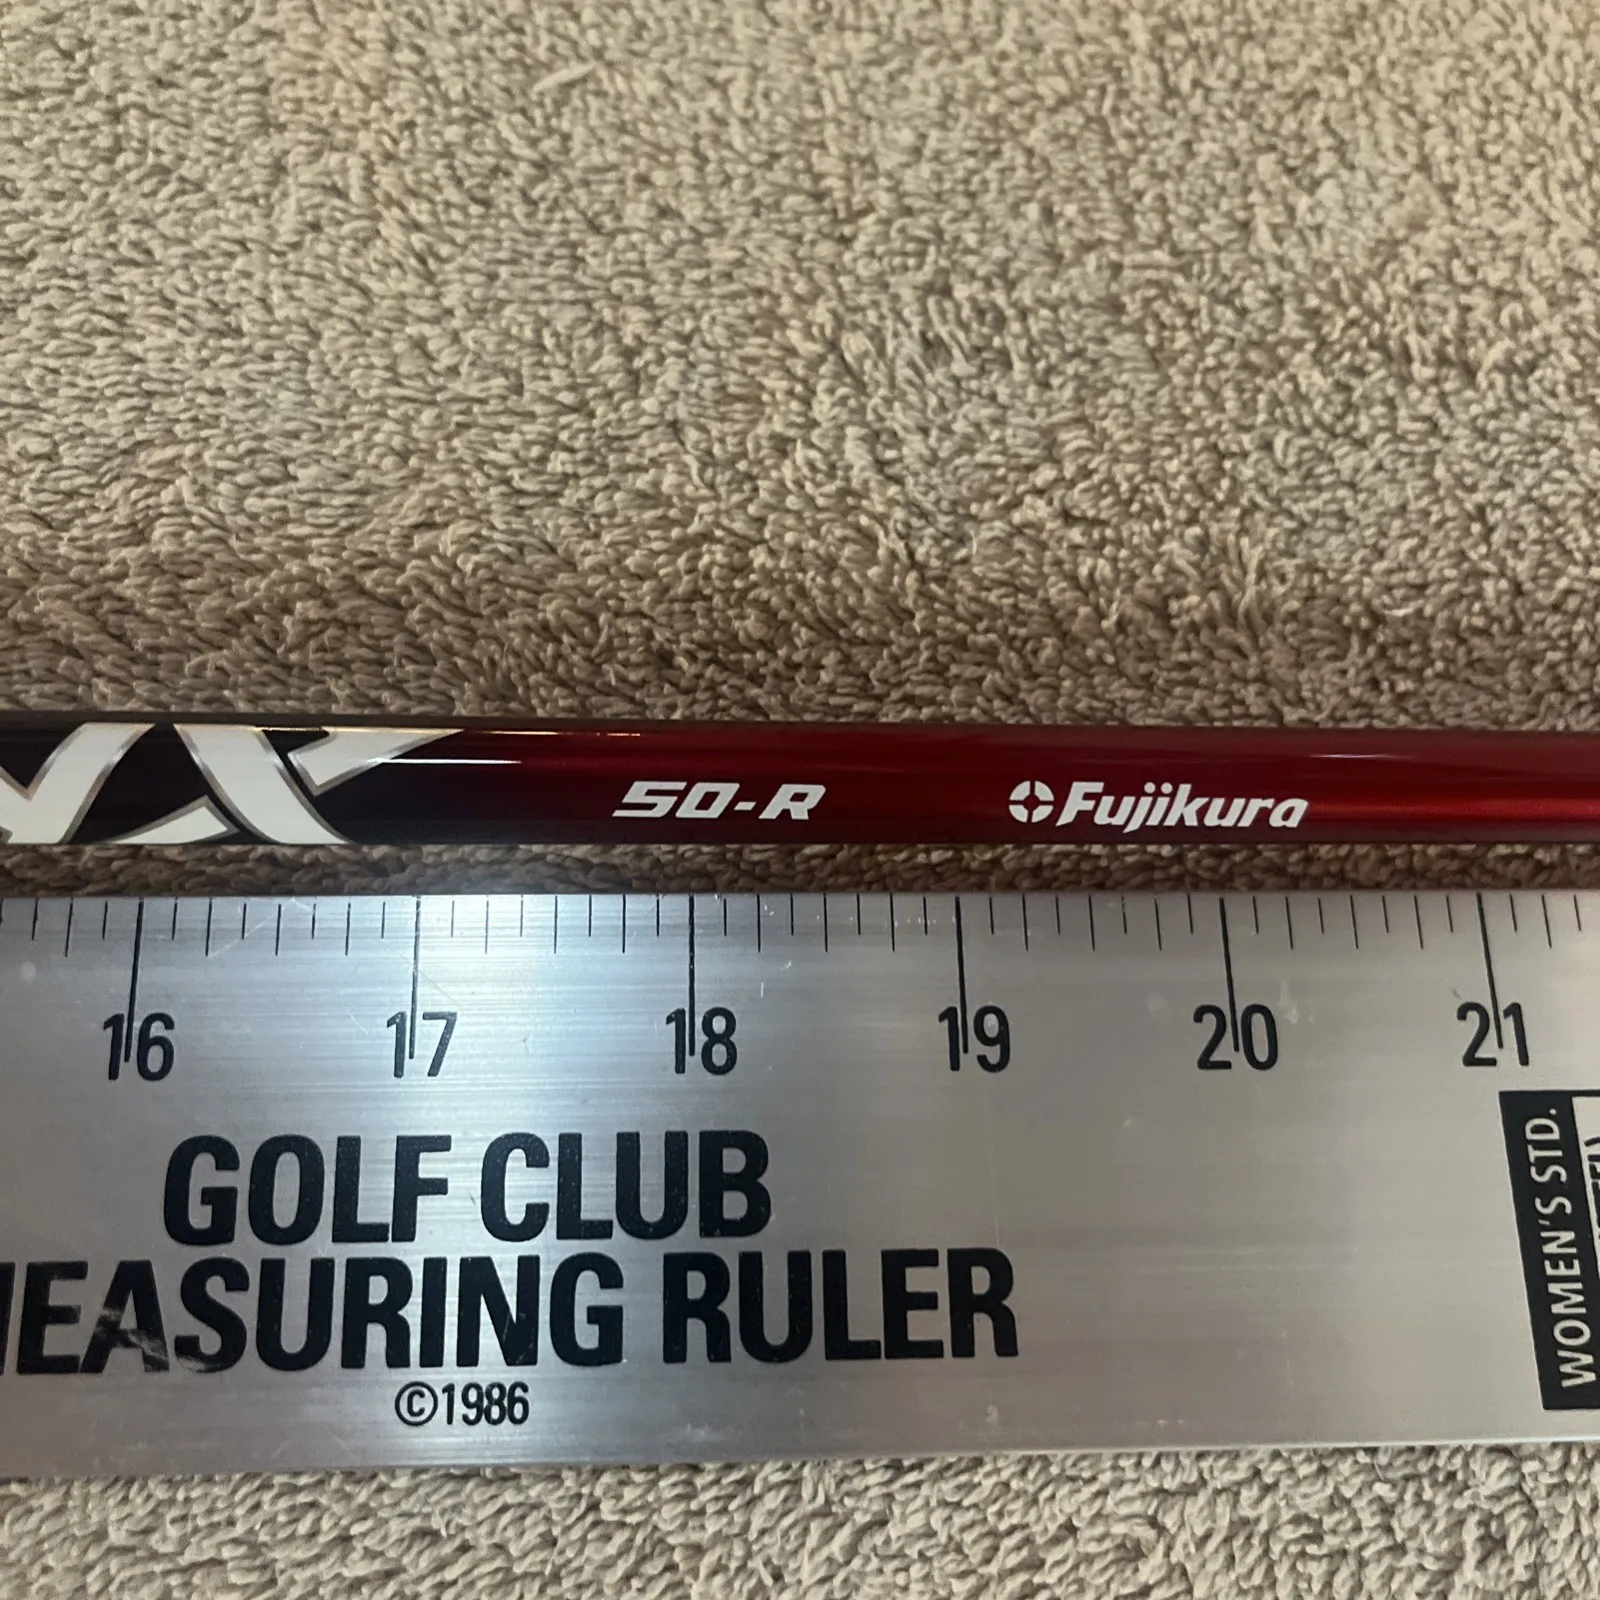 50-R Fujikura
16 17 18 19 20 21
GOLF CLUB
MEASURING RULER
©1986
WOMEN'S STD.